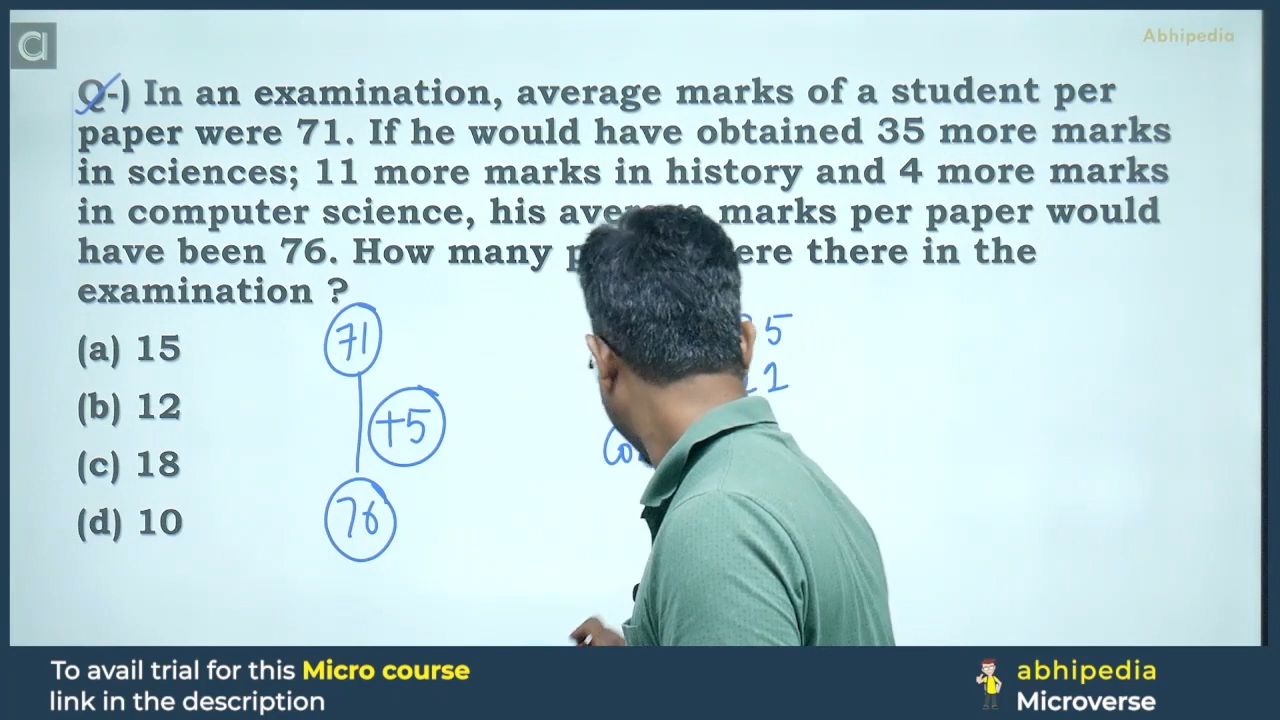 a
Abhipedia
Q-) In an examination, average marks of a student per
paper were 71. If he would have obtained 35 more marks
in sciences; 11 more marks in history and 4 more marks
in computer science, his marks per paper would
have been 76. How many there in the
examination ?
(a) 15
(b) 12
(c) 18
(d) 10
71
+5
76
5
To avail trial for this Micro course
link in the description
abhipedia
Microverse